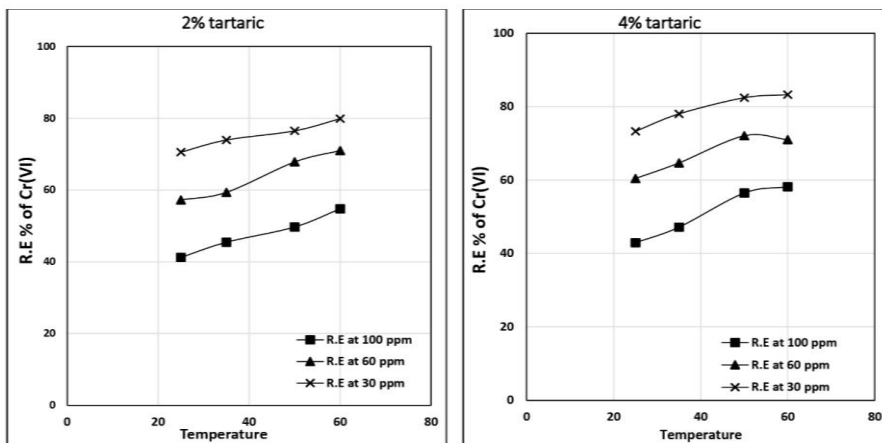 2% tartaric
R.E % of Cr(VI)
100
80
60
40
20
0
0 20 40 60 80
Temperature
R.E at 100 ppm
R.E at 60 ppm
R.E at 30 ppm
4% tartaric
R.E % of Cr(VI)
100
80
60
40
20
0
0 20 40 60 80
Temperature
R.E at 100 ppm
R.E at 60 ppm
R.E at 30 ppm